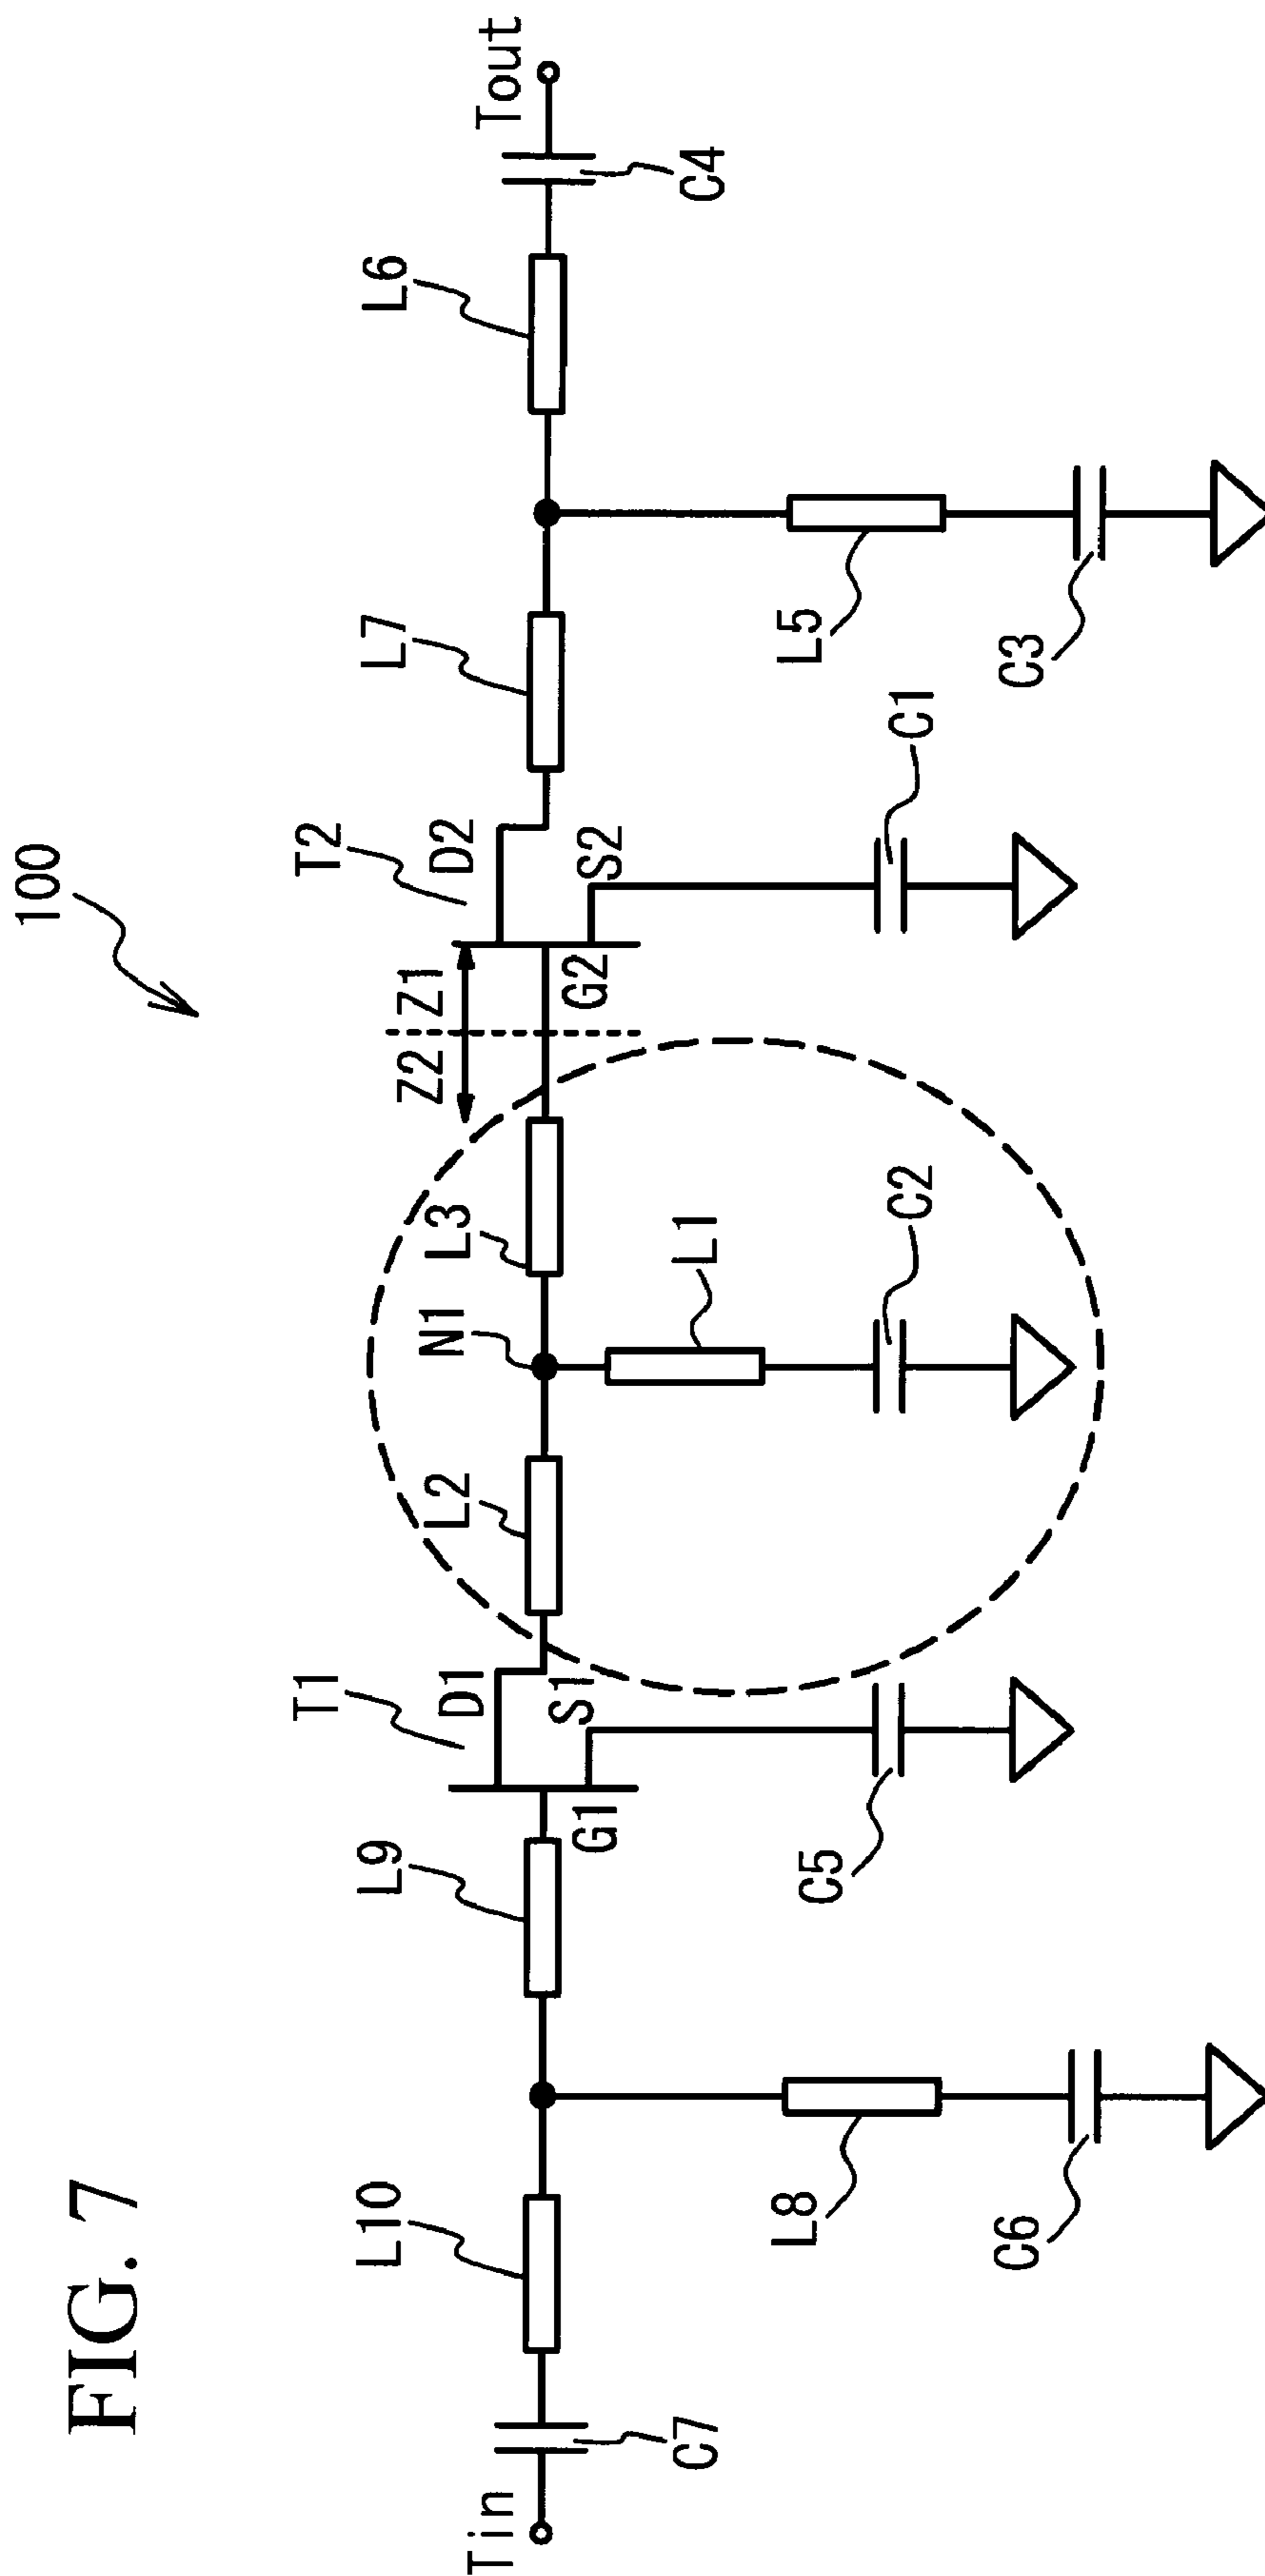 FIG. 7
100
Tin
C7
L10
L8
C6
L9
G1
T1
D1
S1
C5
L2
N1
L1
C2
L3
Z2
Z1
G2
T2
D2
S2
C1
L7
L5
C3
L6
C4
Tout